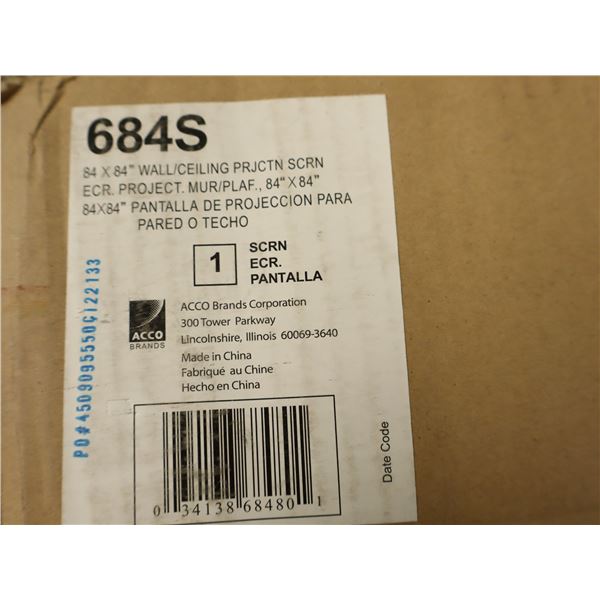 684S
84 X 84" WALL/CEILING PRJCTN SCRN
ECR. PROJECT. MUR/PLAF., 84" X 84"
84X84" PANTALLA DE PROJECCION PARA
PARED O TECHO
1
SCRN
ECR.
PANTALLA
ACCO
BRANDS
ACCO Brands Corporation
300 Tower Parkway
Lincolnshire, Illinois 60069-3640
Made in China
Fabriqué au Chine
Hecho en China
PO#4509095550CI22133
Date Code
0 34138 68480 1